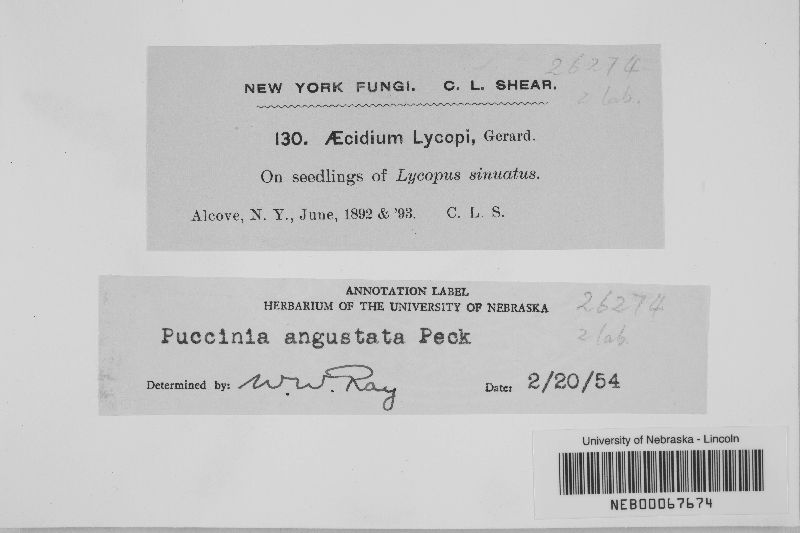 26274
2 lab.
NEW YORK FUNGI. C. L. SHEAR.
130. Æcidium Lycopi, Gerard.
On seedlings of Lycopus sinuatus.
Alcove, N. Y., June, 1892 & '93. C. L. S.
ANNOTATION LABEL
HERBARIUM OF THE UNIVERSITY OF NEBRASKA
26274
2 lab.
Puccinia angustata Peck
Determined by: W. W. Ray Date: 2/20/54
University of Nebraska - Lincoln
NEB00067674